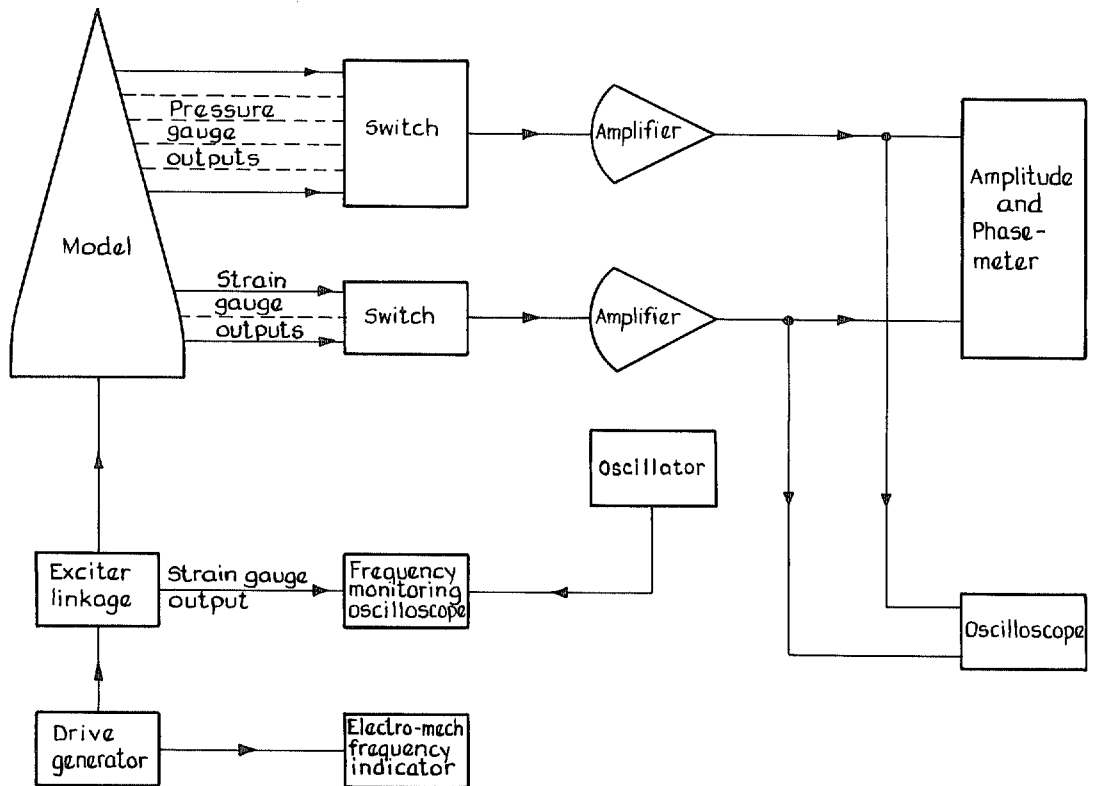 Pressure
gauge
outputs
Switch
Amplifier
Amplitude
and
Phase-
meter
Model
Strain
gauge
outputs
Switch
Amplifier
Oscillator
Exciter
linkage
Strain gauge
output
Frequency
monitoring
oscilloscope
Oscilloscope
Drive
generator
Electro-mech
frequency
indicator